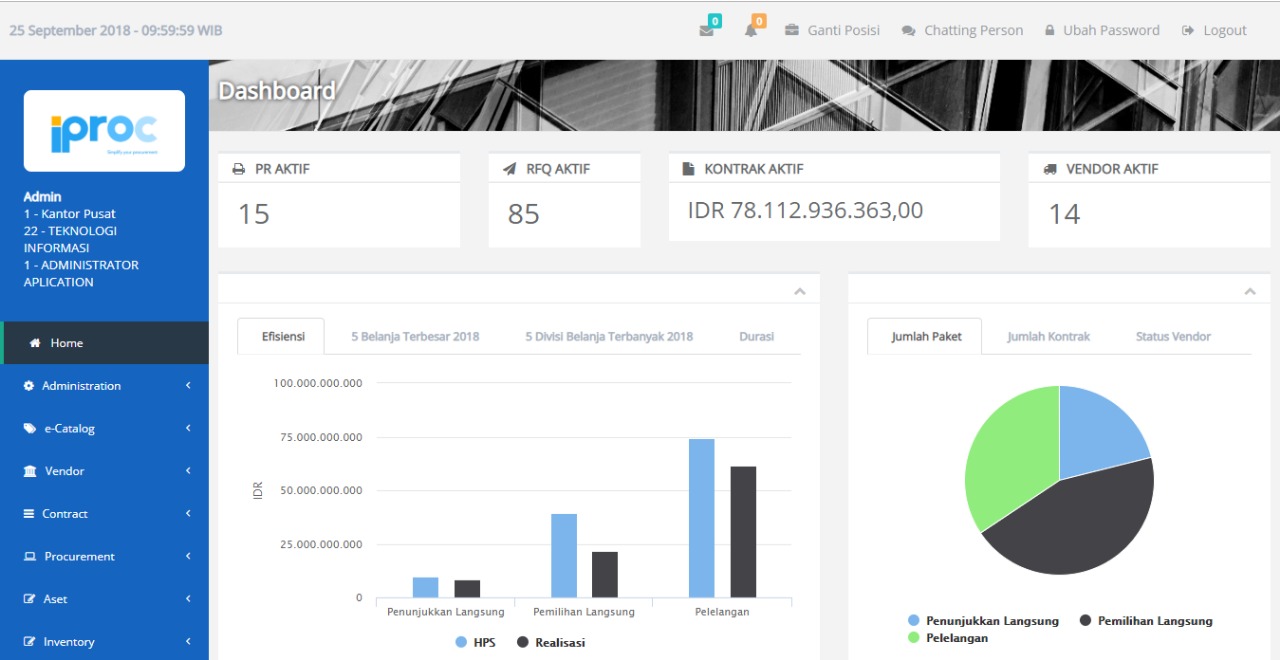 25 September 2018 - 09:59:59 WIB
0
0
Ganti Posisi
Chatting Person
Ubah Password
Logout
iproc
Simplify your procurement
Admin
1 - Kantor Pusat
22 - TEKNOLOGI
INFORMASI
1 - ADMINISTRATOR
APLICATION
Home
Administration
e-Catalog
Vendor
Contract
Procurement
Aset
Inventory
Dashboard
PR AKTIF
15
RFQ AKTIF
85
KONTRAK AKTIF
IDR 78.112.936.363,00
VENDOR AKTIF
14
Efisiensi
5 Belanja Terbesar 2018
5 Divisi Belanja Terbanyak 2018
Durasi
100.000.000.000
75.000.000.000
50.000.000.000
25.000.000.000
0
IDR
Penunjukkan Langsung
Pemilihan Langsung
Pelelangan
HPS
Realisasi
Jumlah Paket
Jumlah Kontrak
Status Vendor
Penunjukkan Langsung
Pemilihan Langsung
Pelelangan